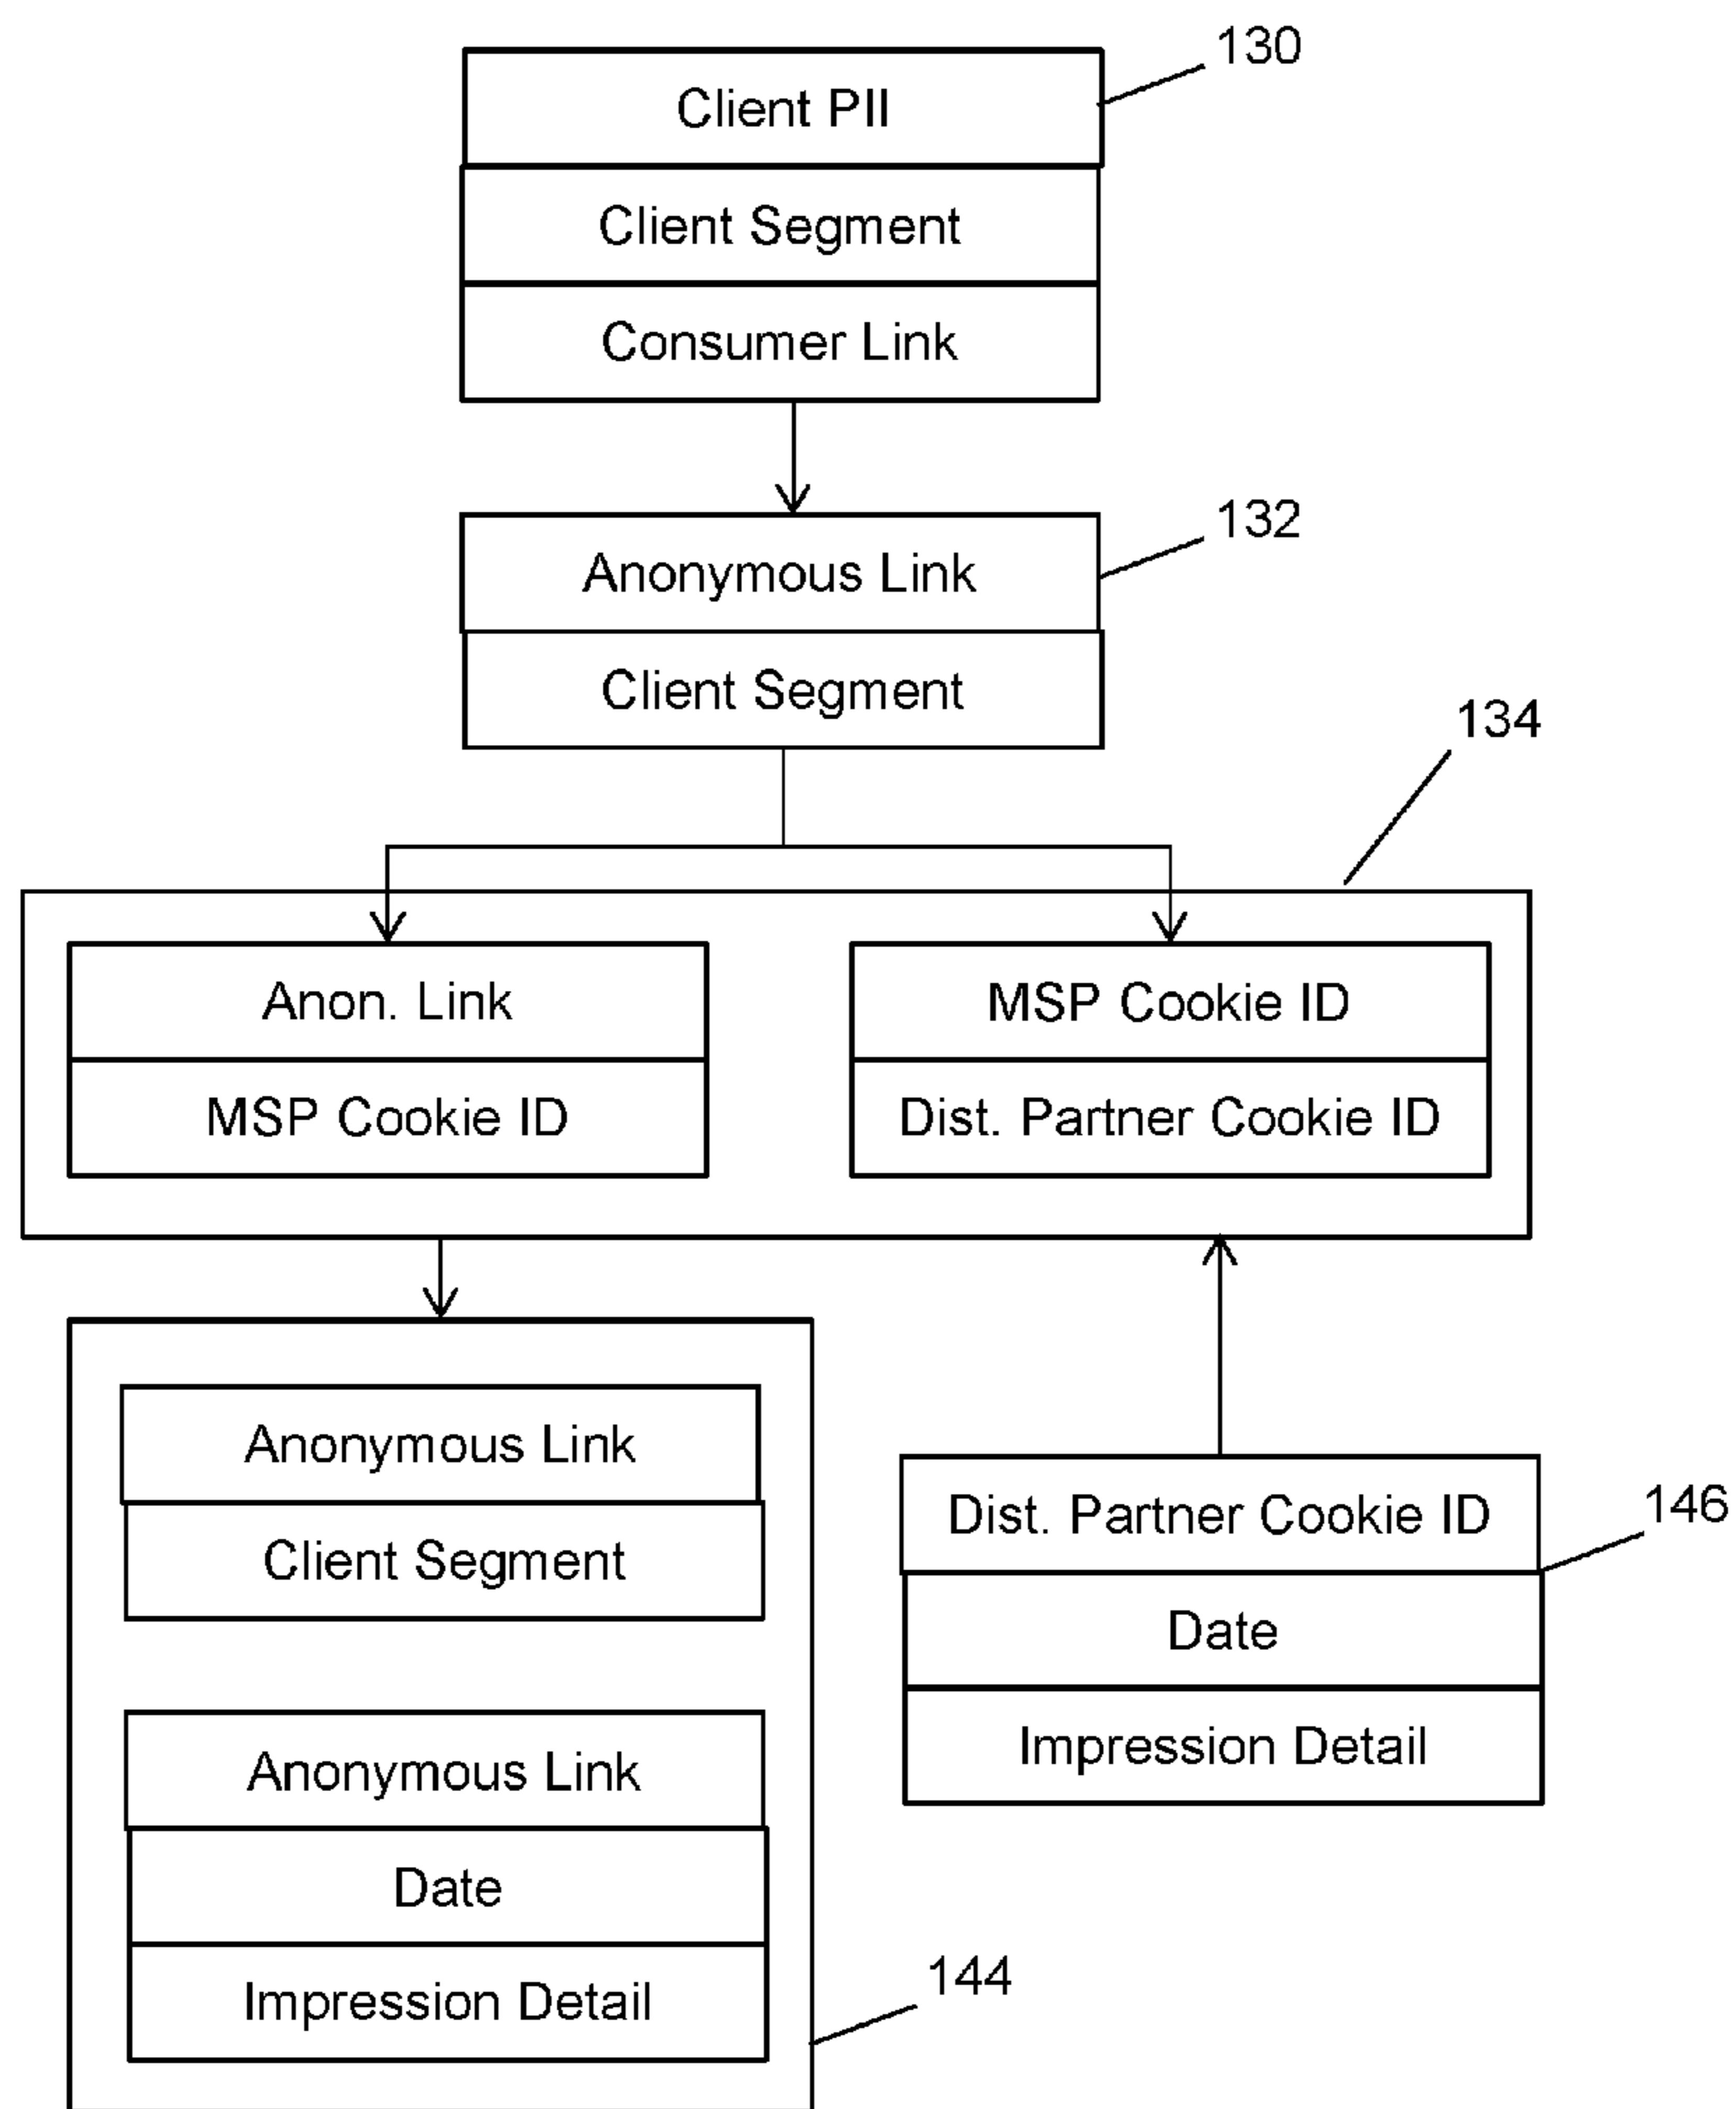 130
Client PII
Client Segment
Consumer Link
132
Anonymous Link
Client Segment
134
Anon. Link
MSP Cookie ID
MSP Cookie ID
Dist. Partner Cookie ID
Anonymous Link
Client Segment
Anonymous Link
Date
Impression Detail
144
Dist. Partner Cookie ID
146
Date
Impression Detail